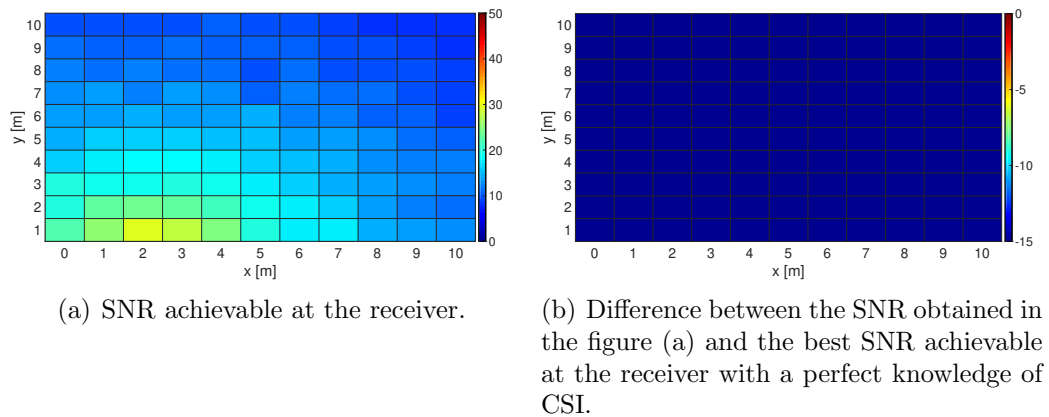 10
9
8
7
6
5
4
3
2
1
y [m]
0 1 2 3 4 5 6 7 8 9 10
x [m]
50
40
30
20
10
0
(a) SNR achievable at the receiver.
10
9
8
7
6
5
4
3
2
1
y [m]
0 1 2 3 4 5 6 7 8 9 10
x [m]
0
-5
-10
-15
(b) Difference between the SNR obtained in
the figure (a) and the best SNR achievable
at the receiver with a perfect knowledge of
CSI.